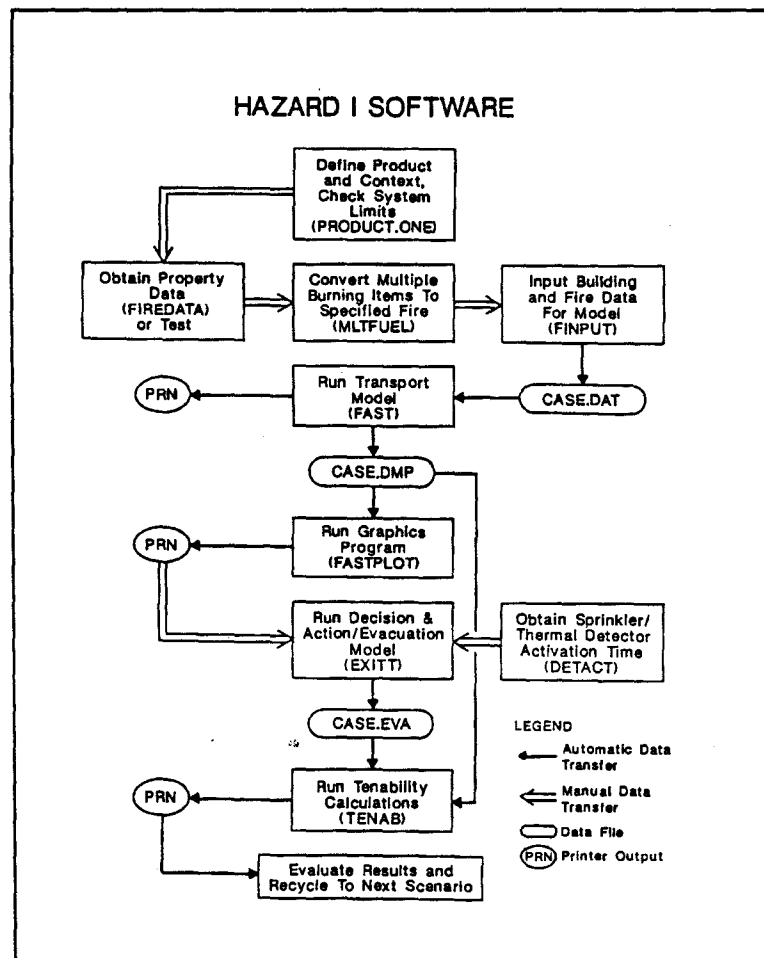 HAZARD I SOFTWARE
Define Product
and Context,
Check System
Limits
(PRODUCT.ONE)
Obtain Property
Data
(FIREDATA)
or Test
Convert Multiple
Burning Items To
Specified Fire
(MLTFUEL)
Input Building
and Fire Data
For Model
(FINPUT)
PRN
Run Transport
Model
(FAST)
CASE.DAT
CASE.DMP
PRN
Run Graphics
Program
(FASTPLOT)
Run Decision &
Action/Evacuation
Model
(EXITT)
Obtain Sprinkler/
Thermal Detector
Activation Time
(DETACT)
CASE.EVA
LEGEND
Automatic Data
Transfer
Manual Data
Transfer
Data File
PRN Printer Output
PRN
Run Tenability
Calculations
(TENAB)
Evaluate Results and
Recycle To Next Scenario